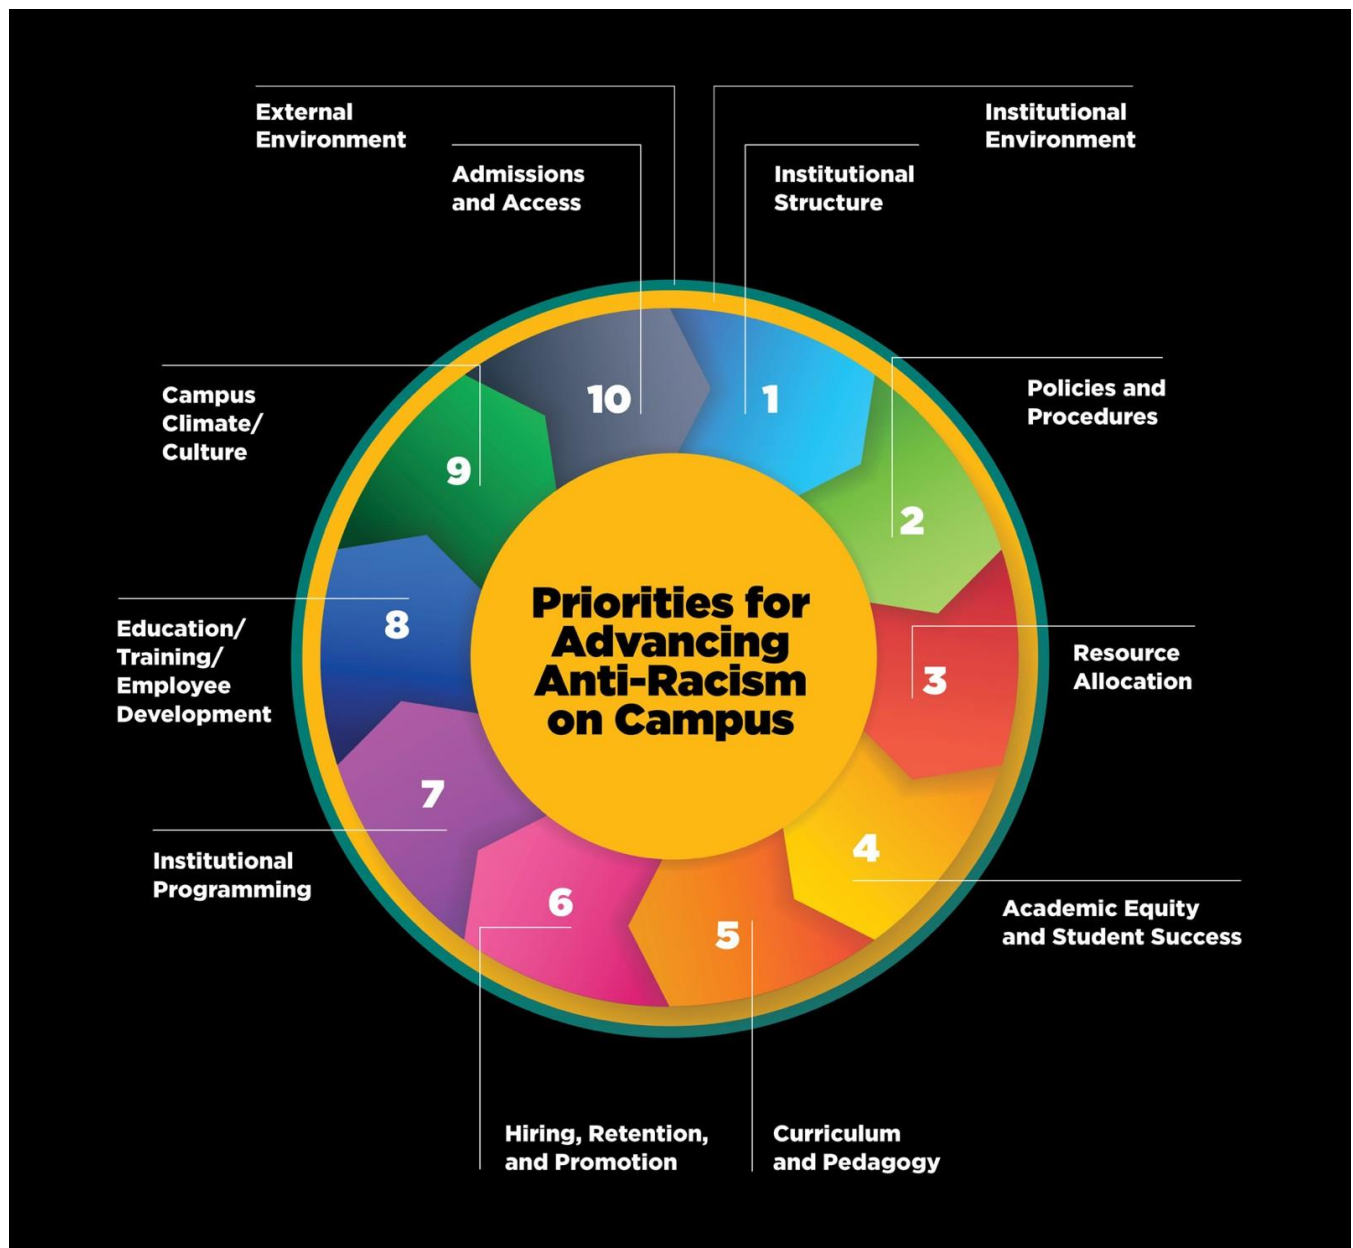 External
Environment
Institutional
Environment
Admissions
and Access
Institutional
Structure
10
1
Campus
Climate/
Culture
Policies and
Procedures
9
2
Education/
Training/
Employee
Development
8
Priorities for
Advancing
Anti-Racism
on Campus
3
Resource
Allocation
7
4
Institutional
Programming
6
5
Academic Equity
and Student Success
Hiring, Retention,
and Promotion
Curriculum
and Pedagogy